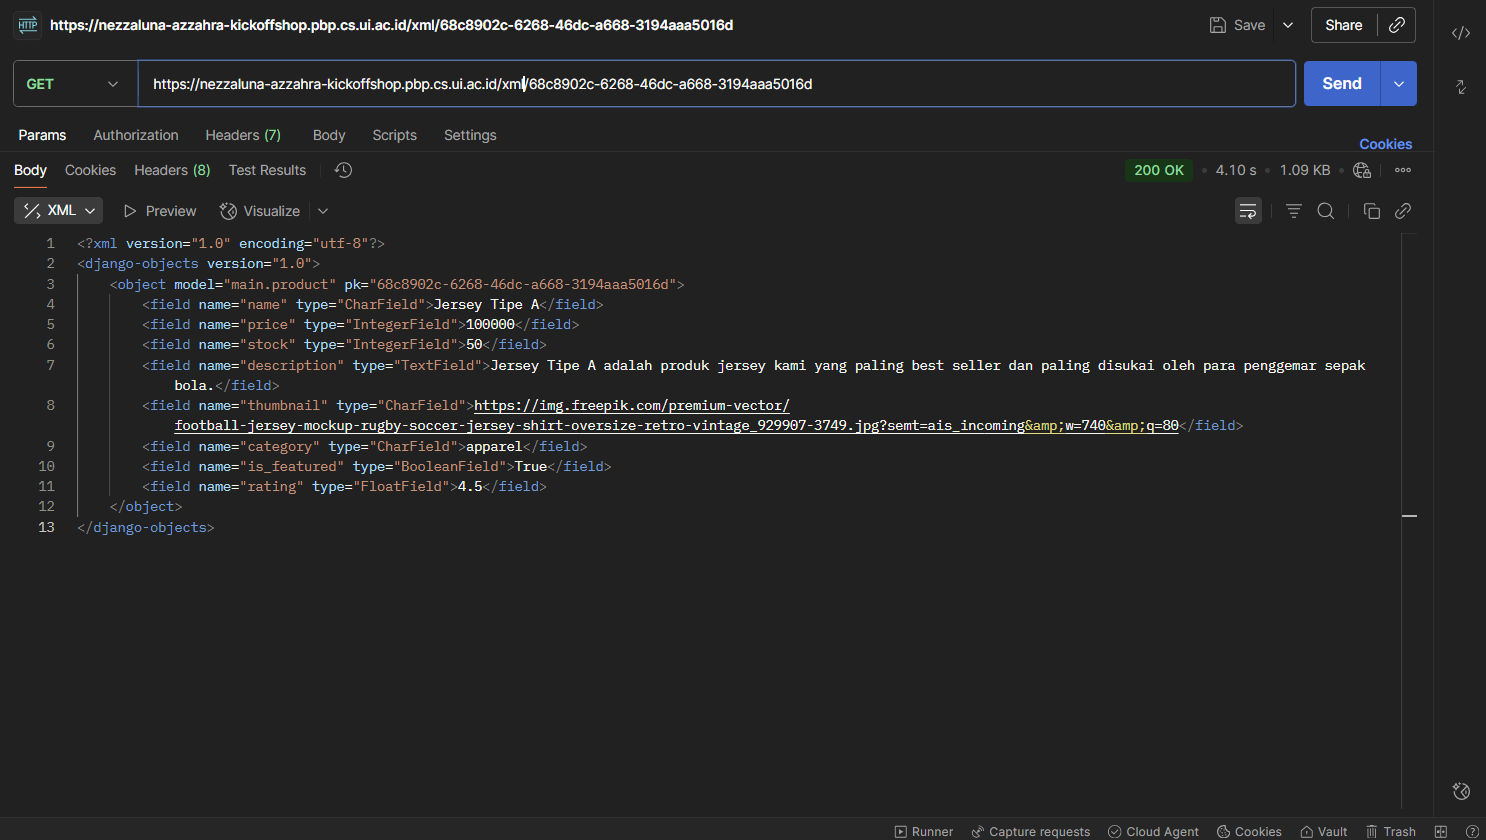 HTTP https://nezzaluna-azzahra-kickoffshop.pbp.cs.ui.ac.id/xml/68c8902c-6268-46dc-a668-3194aaa5016d Save Share
GET https://nezzaluna-azzahra-kickoffshop.pbp.cs.ui.ac.id/xml/68c8902c-6268-46dc-a668-3194aaa5016d Send
Params Authorization Headers (7) Body Scripts Settings Cookies
Body Cookies Headers (8) Test Results 200 OK • 4.10 s • 1.09 KB •
XML Preview Visualize
1 <?xml version="1.0" encoding="utf-8"?>
2 <django-objects version="1.0">
3 <object model="main.product" pk="68c8902c-6268-46dc-a668-3194aaa5016d">
4 <field name="name" type="CharField">Jersey Tipe A</field>
5 <field name="price" type="IntegerField">100000</field>
6 <field name="stock" type="IntegerField">50</field>
7 <field name="description" type="TextField">Jersey Tipe A adalah produk jersey kami yang paling best seller dan paling disukai oleh para penggemar sepak
bola.</field>
8 <field name="thumbnail" type="CharField">https://img.freepik.com/premium-vector/
football-jersey-mockup-rugby-soccer-jersey-shirt-oversize-retro-vintage_929907-3749.jpg?semt=ais_incoming&amp;w=740&amp;q=80</field>
9 <field name="category" type="CharField">apparel</field>
10 <field name="is_featured" type="BooleanField">True</field>
11 <field name="rating" type="FloatField">4.5</field>
12 </object>
13 </django-objects>
Runner Capture requests Cloud Agent Cookies Vault Trash